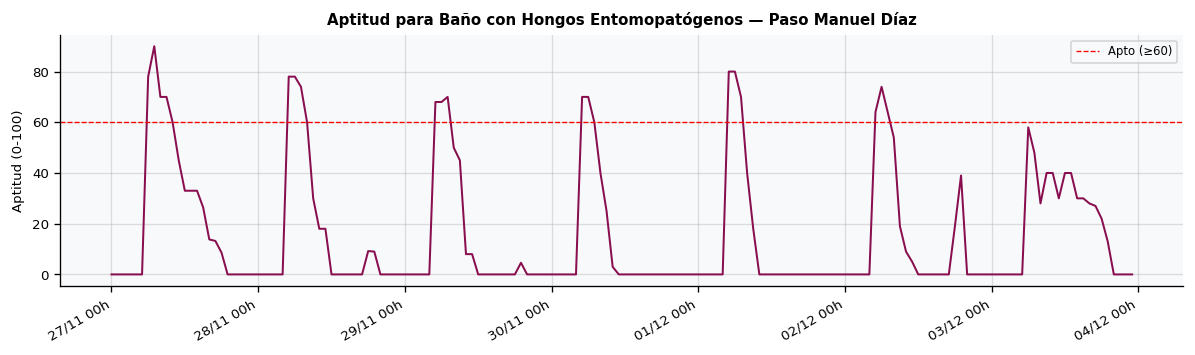 Aptitud para Baño con Hongos Entomopatógenos — Paso Manuel Díaz
Apto (≥60)
Aptitud (0-100)
80
60
40
20
0
27/11 00h
28/11 00h
29/11 00h
30/11 00h
01/12 00h
02/12 00h
03/12 00h
04/12 00h